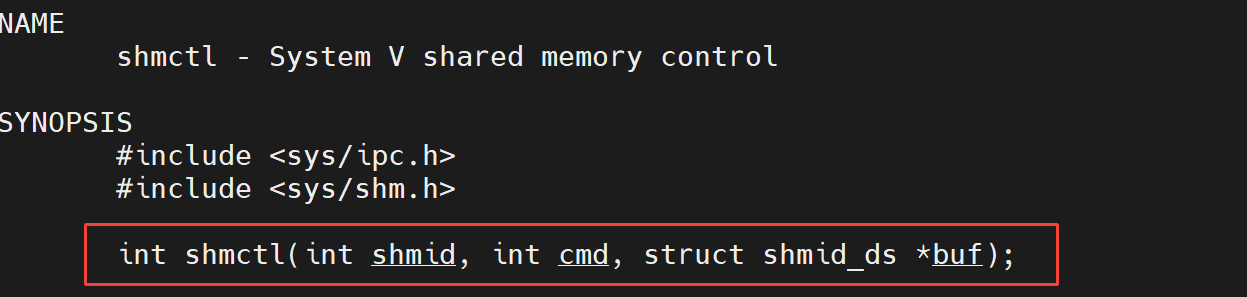 NAME
shmctl - System V shared memory control
SYNOPSIS
#include <sys/ipc.h>
#include <sys/shm.h>
int shmctl(int shmid, int cmd, struct shmid_ds *buf);